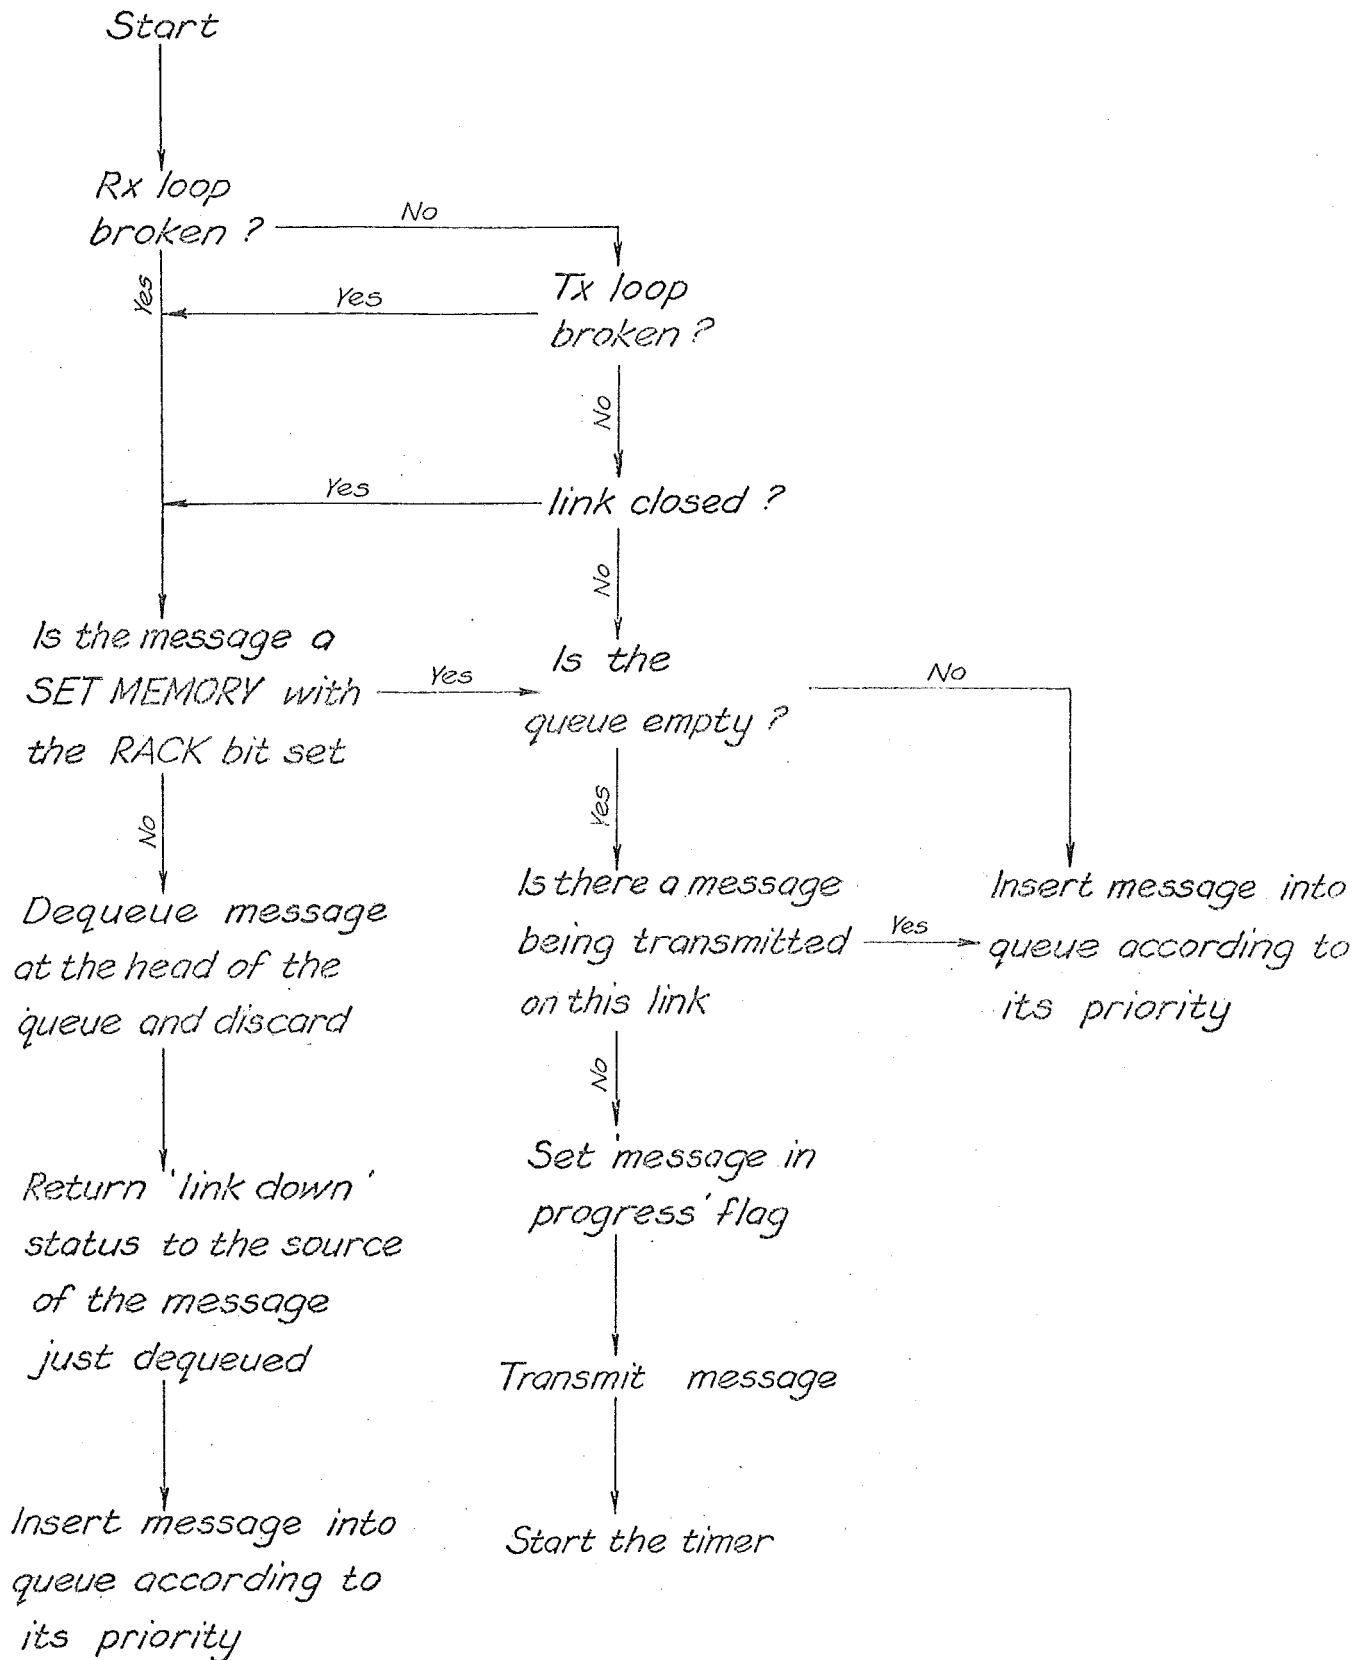 Start
Rx loop
broken ?
No
Yes
Tx loop
broken ?
Yes
No
link closed ?
Yes
No
Is the message a
SET MEMORY with
the RACK bit set
Yes
Is the
queue empty ?
No
No
Yes
Dequeue message
at the head of the
queue and discard
Is there a message
being transmitted
on this link
Yes
Insert message into
queue according to
its priority
No
Return 'link down'
status to the source
of the message
just dequeued
Set 'message in
progress' flag
Transmit message
Insert message into
queue according to
its priority
Start the timer